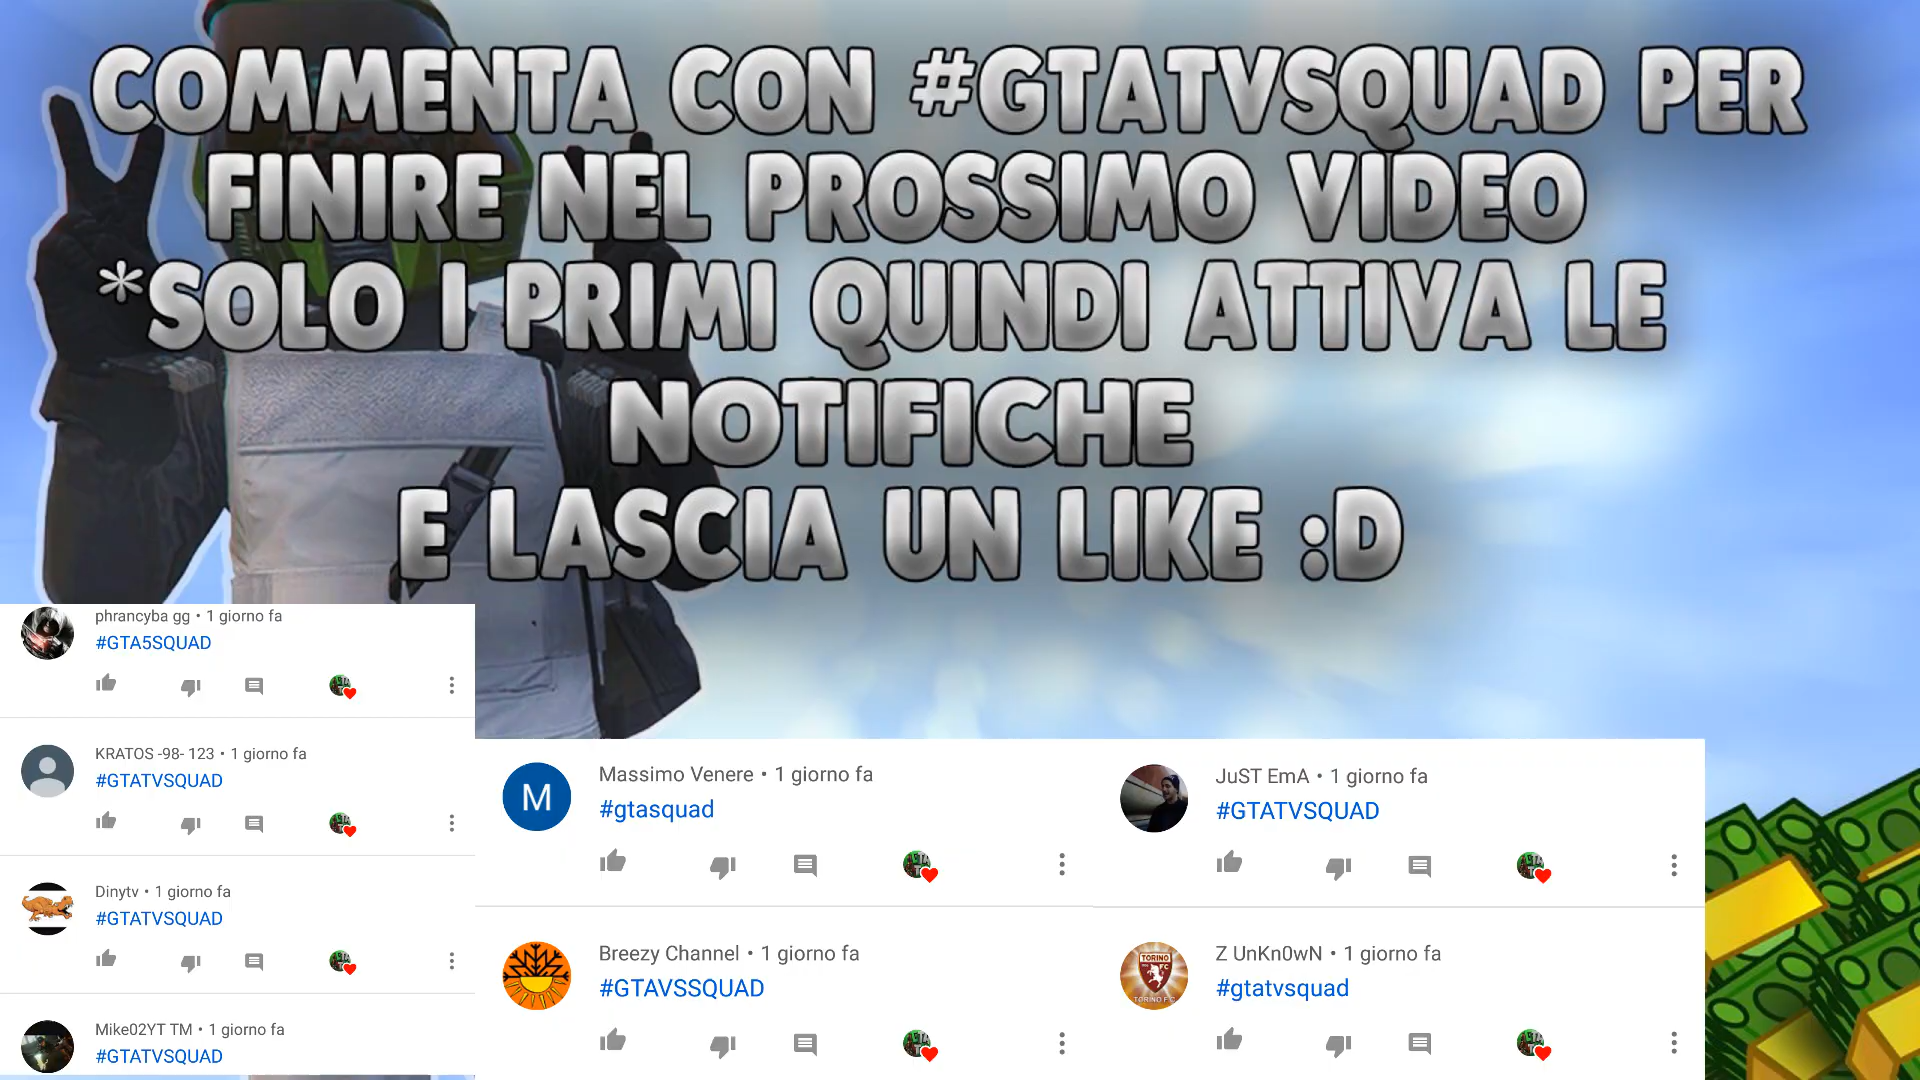 COMMENTA CON #GTATVSQUAD PER
FINIRE NEL PROSSIMO VIDEO
*SOLO I PRIMI QUINDI ATTIVA LE
NOTIFICHE
E LASCIA UN LIKE :D
phrancyba gg • 1 giorno fa
#GTA5SQUAD
KRATOS -98- 123 • 1 giorno fa
#GTATVSQUAD
Dinytv • 1 giorno fa
#GTATVSQUAD
Mike02YT TM • 1 giorno fa
#GTATVSQUAD
M
Massimo Venere • 1 giorno fa
#gtasquad
Breezy Channel • 1 giorno fa
#GTAVSSQUAD
JuST EmA • 1 giorno fa
#GTATVSQUAD
TORINO
FC
TORINO F.C.
Z UnKn0wN • 1 giorno fa
#gtatvsquad